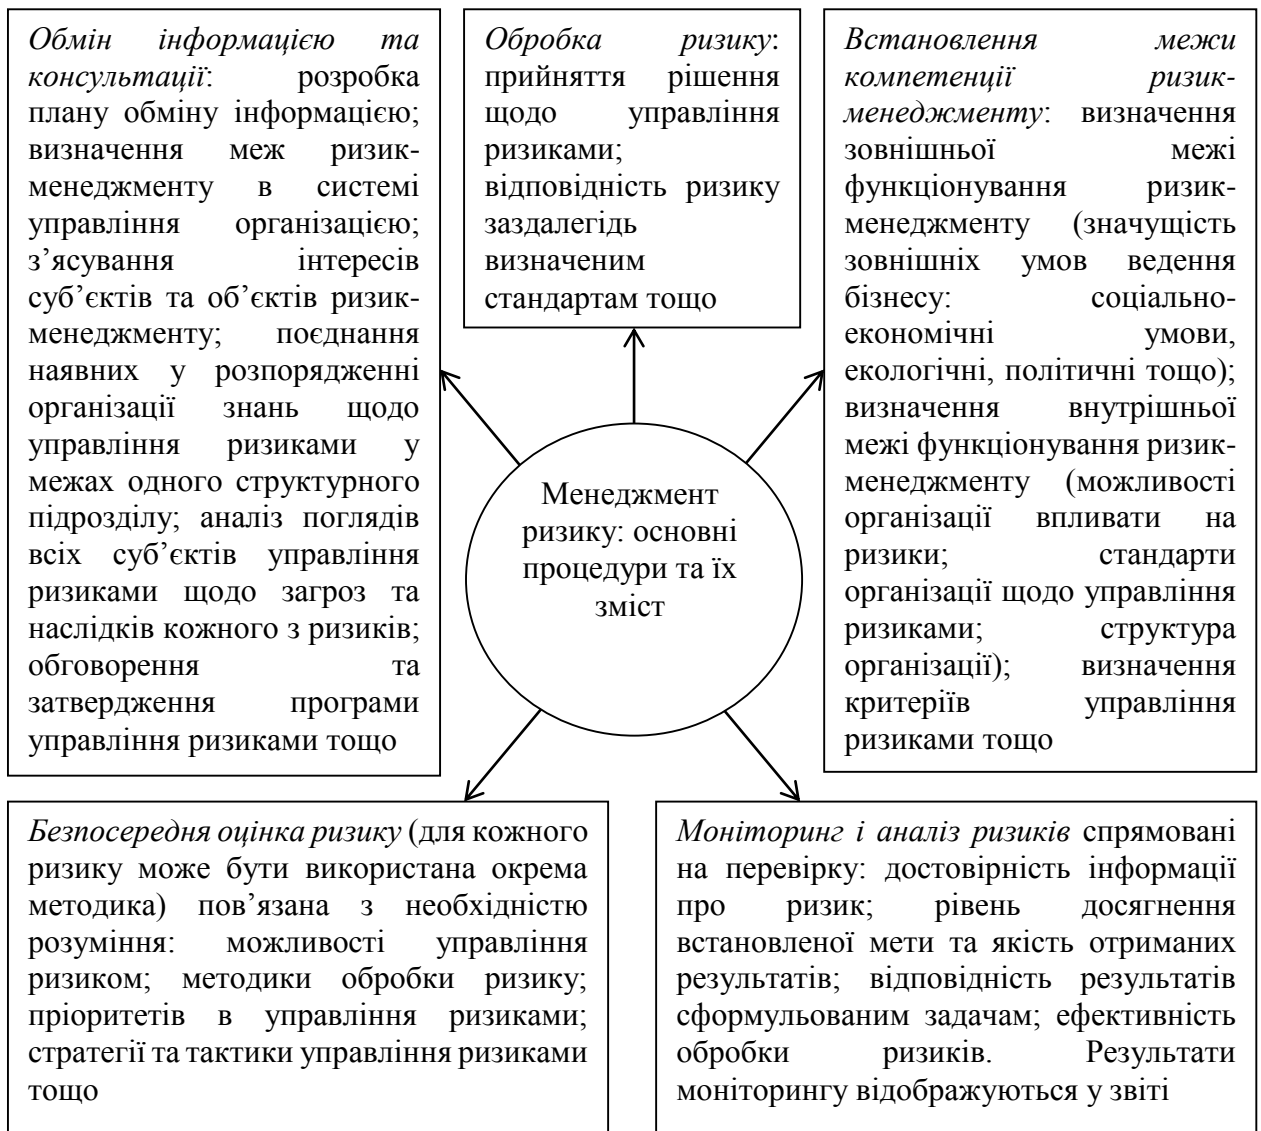 Обмін інформацією та
консультації: розробка
плану обміну інформацією;
визначення меж ризик-
менеджменту в системі
управління організацією;
з’ясування інтересів
суб’єктів та об’єктів ризик-
менеджменту; поєднання
наявних у розпорядженні
організації знань щодо
управління ризиками у
межах одного структурного
підрозділу; аналіз поглядів
всіх суб’єктів управління
ризиками щодо загроз та
наслідків кожного з ризиків;
обговорення та
затвердження програми
управління ризиками тощо
Обробка ризику:
прийняття рішення
щодо управління
ризиками;
відповідність ризику
заздалегідь
визначеним
стандартам тощо
Встановлення межи
компетенції ризик-
менеджменту: визначення
зовнішньої межі
функціонування ризик-
менеджменту (значущість
зовнішніх умов ведення
бізнесу: соціально-
економічні умови,
екологічні, політичні тощо);
визначення внутрішньої
межі функціонування ризик-
менеджменту (можливості
організації впливати на
ризики; стандарти
організації щодо управління
ризиками; структура
організації); визначення
критеріїв управління
ризиками тощо
Менеджмент
ризику: основні
процедури та їх
зміст
Безпосередня оцінка ризику (для кожного
ризику може бути використана окрема
методика) пов’язана з необхідністю
розуміння: можливості управління
ризиком; методики обробки ризику;
пріоритетів в управління ризиками;
стратегії та тактики управління ризиками
тощо
Моніторинг і аналіз ризиків спрямовані
на перевірку: достовірність інформації
про ризик; рівень досягнення
встановленої мети та якість отриманих
результатів; відповідність результатів
сформульованим задачам; ефективність
обробки ризиків. Результати
моніторингу відображуються у звіті